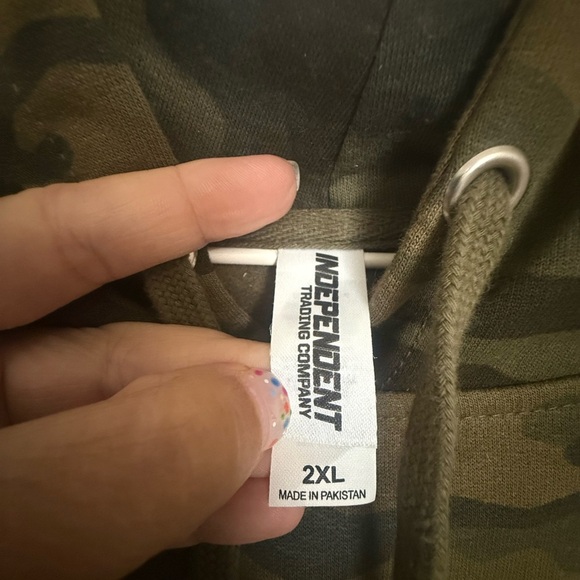 INDEPENDENT
TRADING COMPANY
2XL
MADE IN PAKISTAN